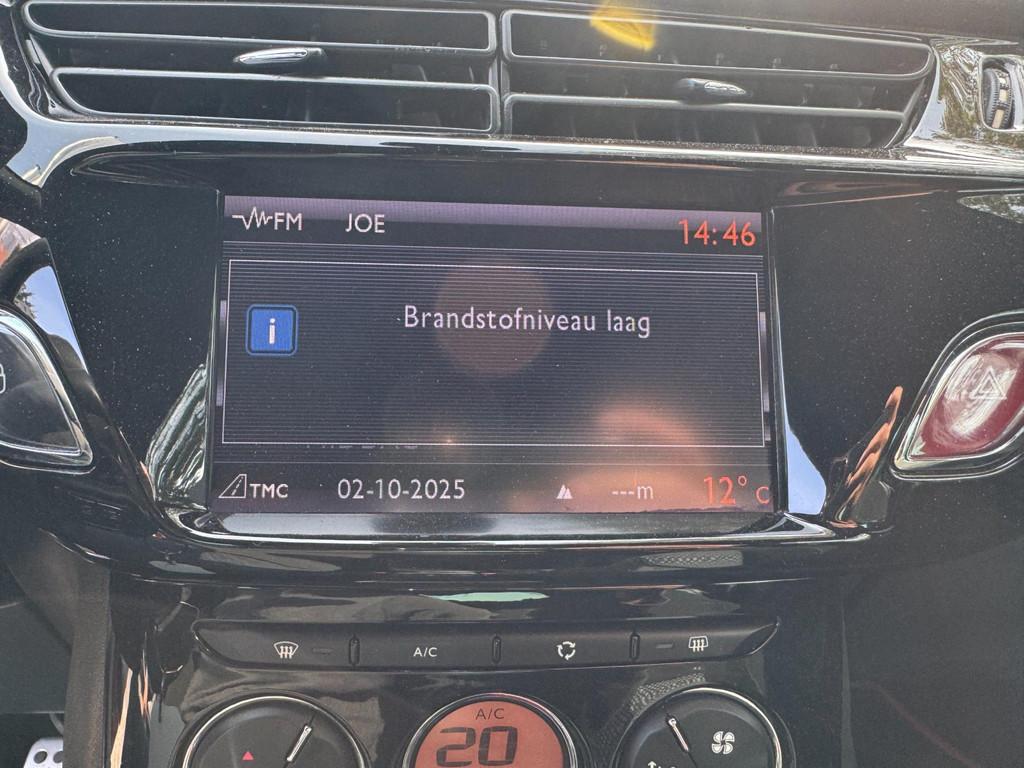 FM JOE 14:46
i Brandstofniveau laag
TMC 02-10-2025 ---m 12°C
A/C
A/C
20